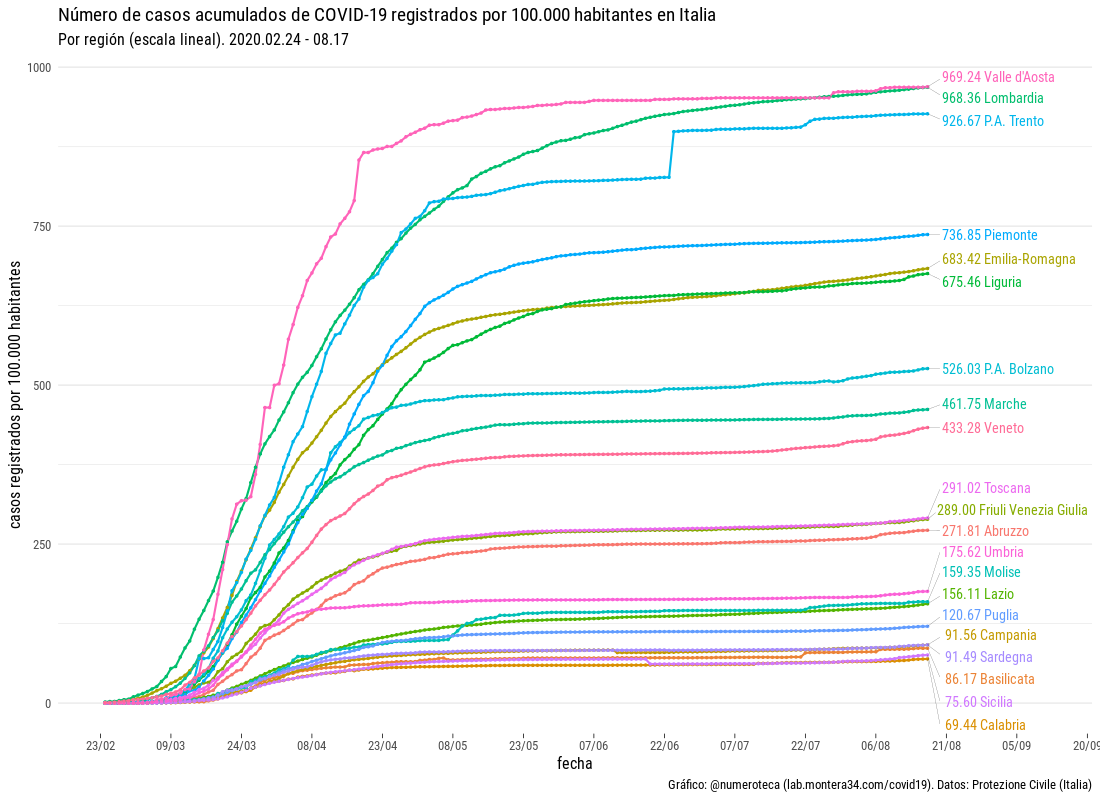 Número de casos acumulados de COVID-19 registrados por 100.000 habitantes en Italia
Por región (escala lineal). 2020.02.24 - 08.17
casos registrados por 100.000 habitantes
1000
750
500
250
0
969.24 Valle d'Aosta
968.36 Lombardia
926.67 P.A. Trento
736.85 Piemonte
683.42 Emilia-Romagna
675.46 Liguria
526.03 P.A. Bolzano
461.75 Marche
433.28 Veneto
291.02 Toscana
289.00 Friuli Venezia Giulia
271.81 Abruzzo
175.62 Umbria
159.35 Molise
156.11 Lazio
120.67 Puglia
91.56 Campania
91.49 Sardegna
86.17 Basilicata
75.60 Sicilia
69.44 Calabria
23/02 09/03 24/03 08/04 23/04 08/05 23/05 07/06 22/06 07/07 22/07 06/08 21/08 05/09 20/09
fecha
Gráfico: @numeroteca (lab.montera34.com/covid19). Datos: Protezione Civile (Italia)